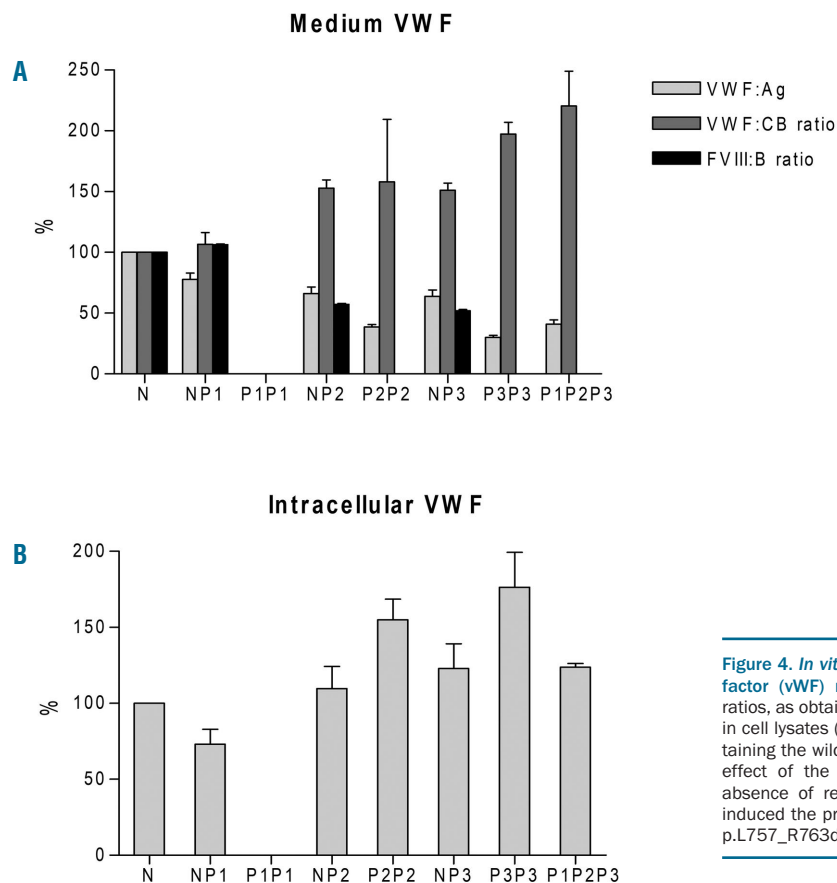 Medium VWF
A
250
200
150
100
50
0
%
N NP1 P1P1 NP2 P2P2 NP3 P3P3 P1P2P3
VWF:Ag
VWF:CB ratio
FVIII:B ratio
Intracellular VWF
B
200
150
100
50
0
%
N NP1 P1P1 NP2 P2P2 NP3 P3P3 P1P2P3
Figure 4. In vit
factor (vWF) r
ratios, as obtai
in cell lysates (
taining the wild
effect of the
absence of re
induced the pr
p.L757_R763d